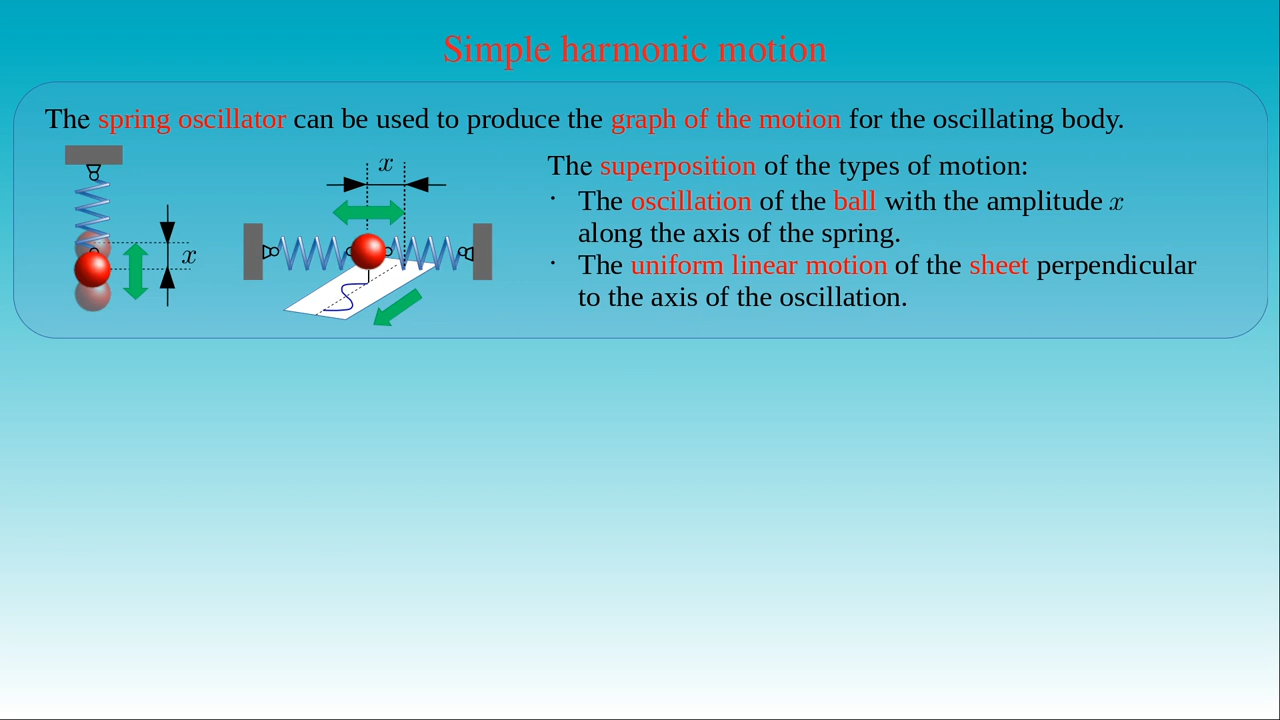 Simple harmonic motion
The spring oscillator can be used to produce the graph of the motion for the oscillating body.
x
x
The superposition of the types of motion:
· The oscillation of the ball with the amplitude x
along the axis of the spring.
· The uniform linear motion of the sheet perpendicular
to the axis of the oscillation.